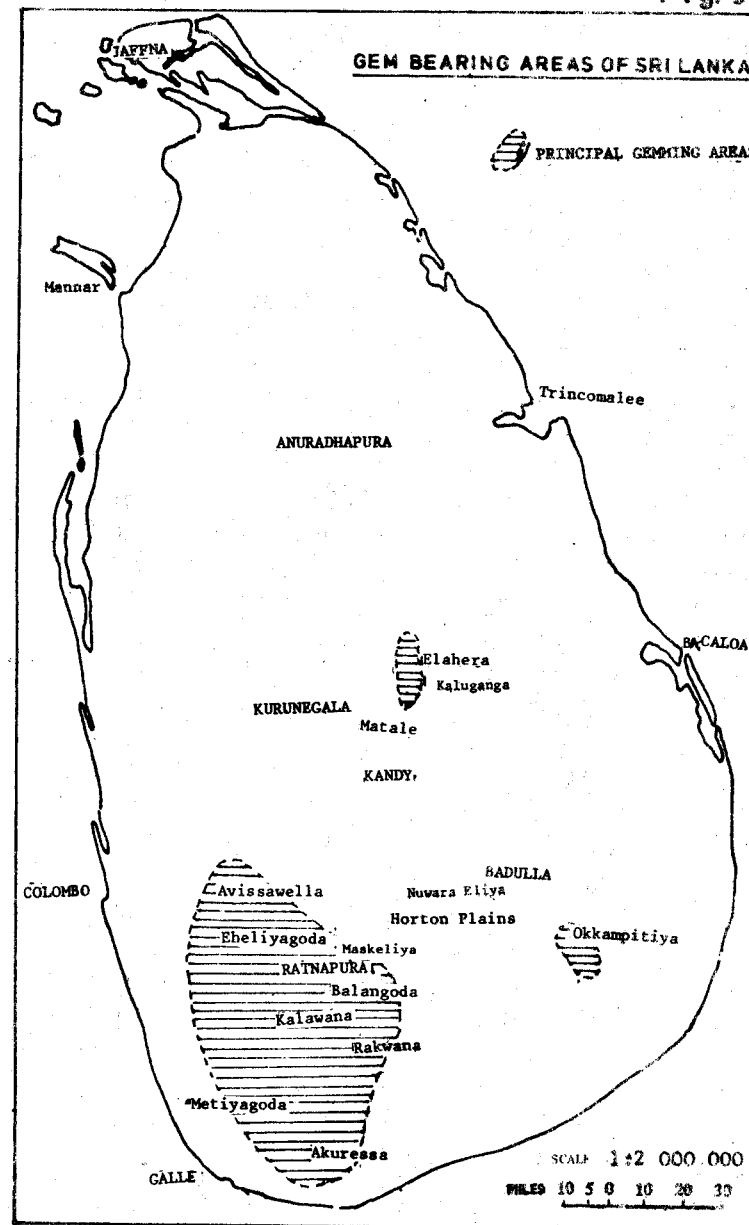 JAFFNA
GEM BEARING AREAS OF SRI LANKA
PRINCIPAL GEMMING AREAS
Mannar
Trincomalee
ANURADHAPURA
CALOA
Elahera
Kaluganga
KURUNEGALA
Matale
KANDY
BADULLA
COLOMBO
Avissawella
Nuwara Eliya
Horton Plains
Eheliyagoda
Okkampitiya
Maskeliya
RATNAPURA
Balangoda
Kalawana
Rakwana
Metiyagoda
Akuressa
GALLE
SCALE 1:2 000.000
MILES 10 5 0 10 20 30